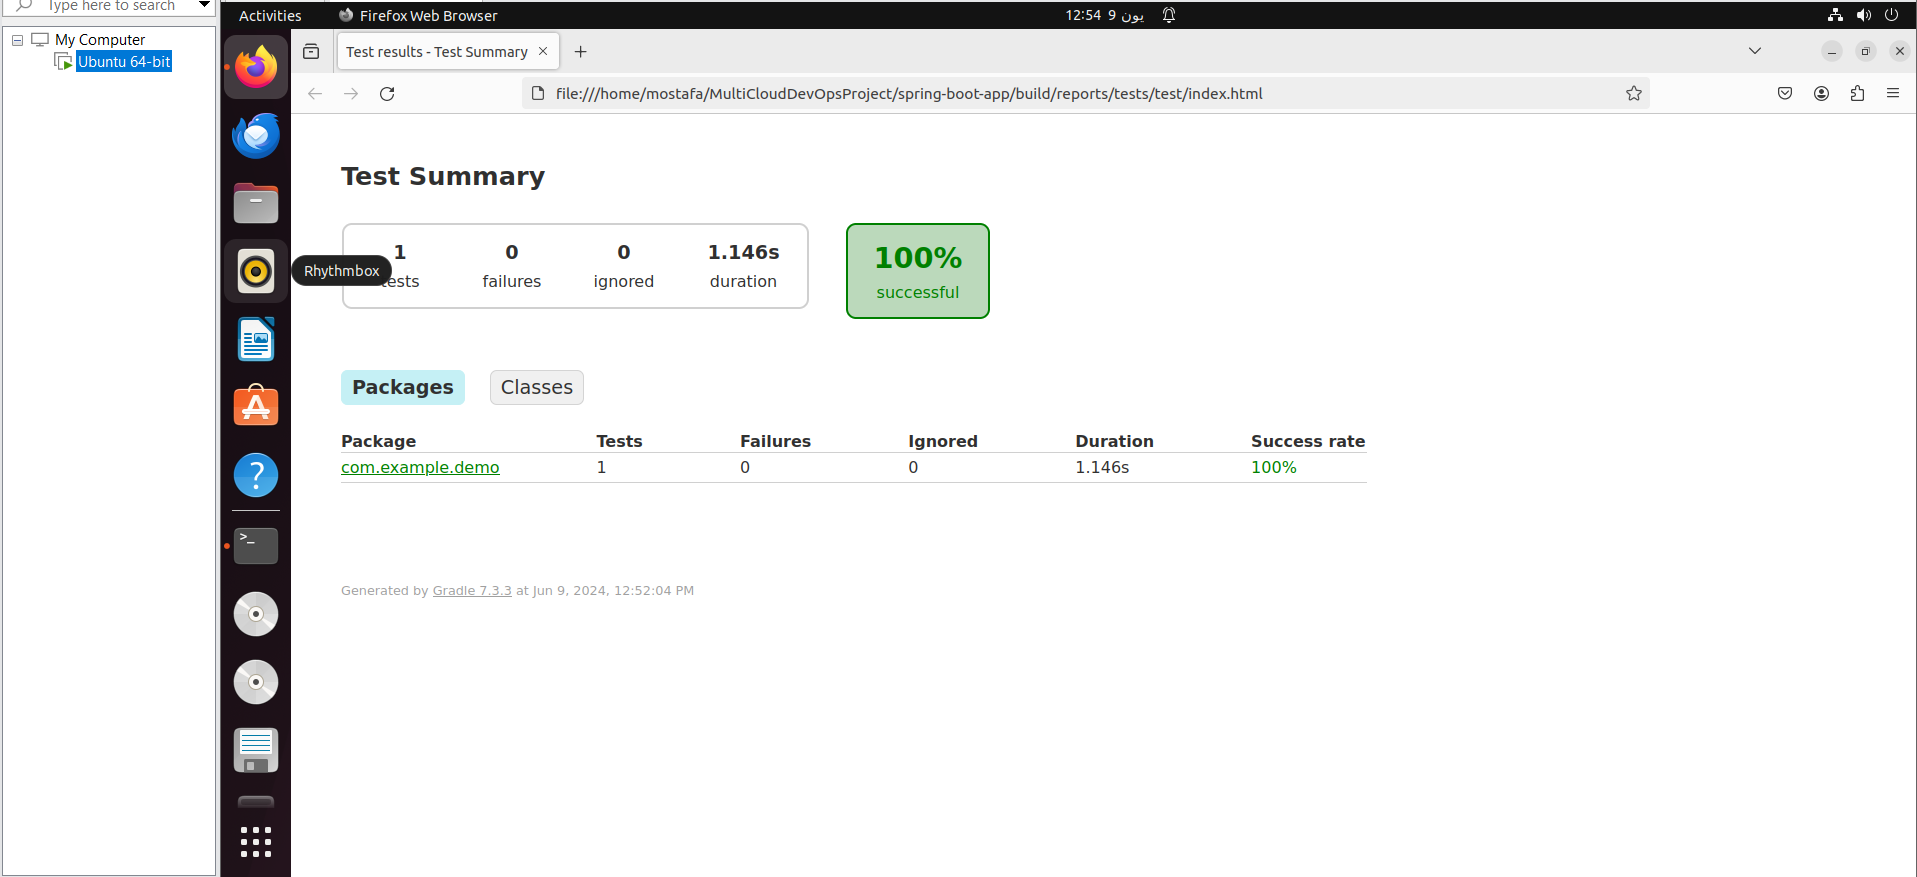 Type here to search
My Computer
Ubuntu 64-bit
Activities
Firefox Web Browser
12:54 9 يون
Test results - Test Summary
file:///home/mostafa/MultiCloudDevOpsProject/spring-boot-app/build/reports/tests/test/index.html
Test Summary
1 0 0 1.146s
tests failures ignored duration
100%
successful
Rhythmbox
Packages Classes
Package Tests Failures Ignored Duration Success rate
com.example.demo 1 0 0 1.146s 100%
Generated by Gradle 7.3.3 at Jun 9, 2024, 12:52:04 PM